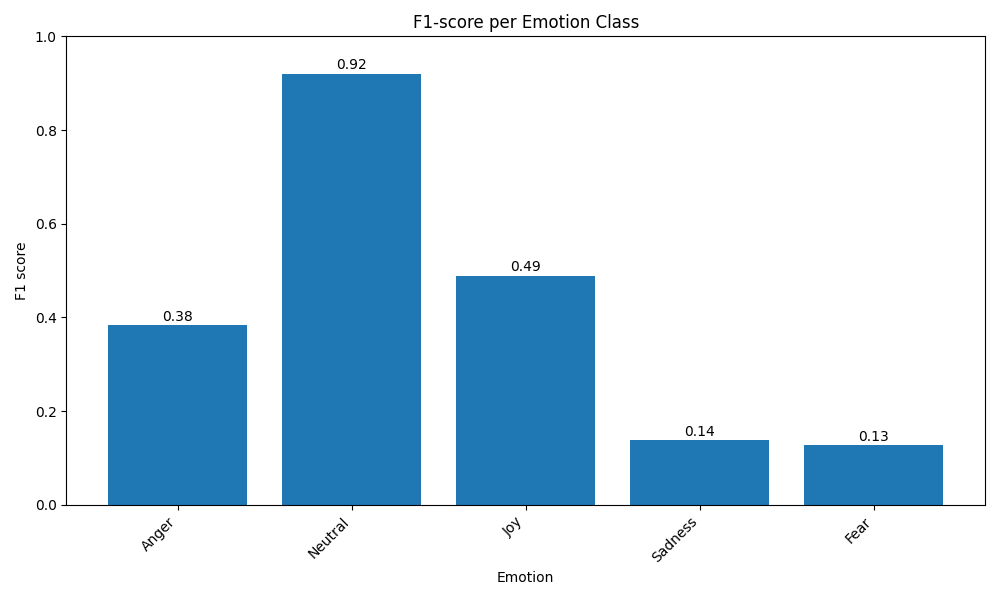 F1-score per Emotion Class
F1 score
1.0
0.8
0.6
0.4
0.2
0.0
0.38
0.92
0.49
0.14
0.13
Anger
Neutral
Joy
Sadness
Fear
Emotion